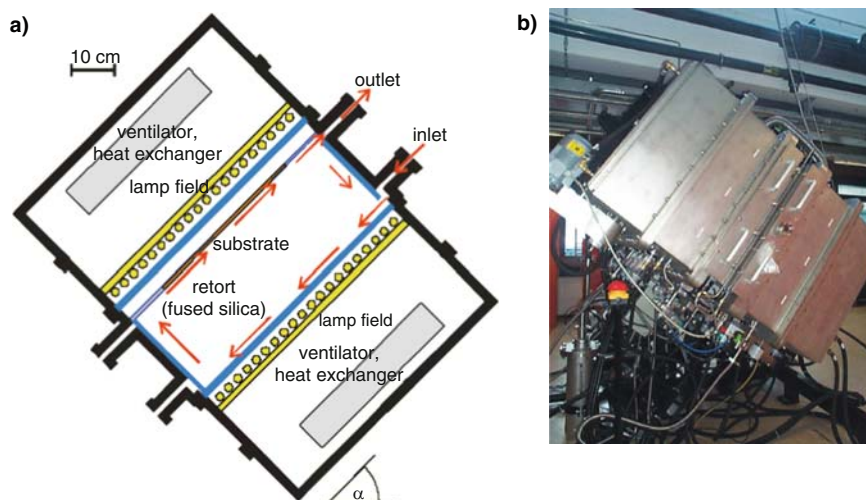 a)
10 cm
outlet
inlet
ventilator,
heat exchanger
lamp field
substrate
retort
(fused silica)
lamp field
ventilator,
heat exchanger
α
b)